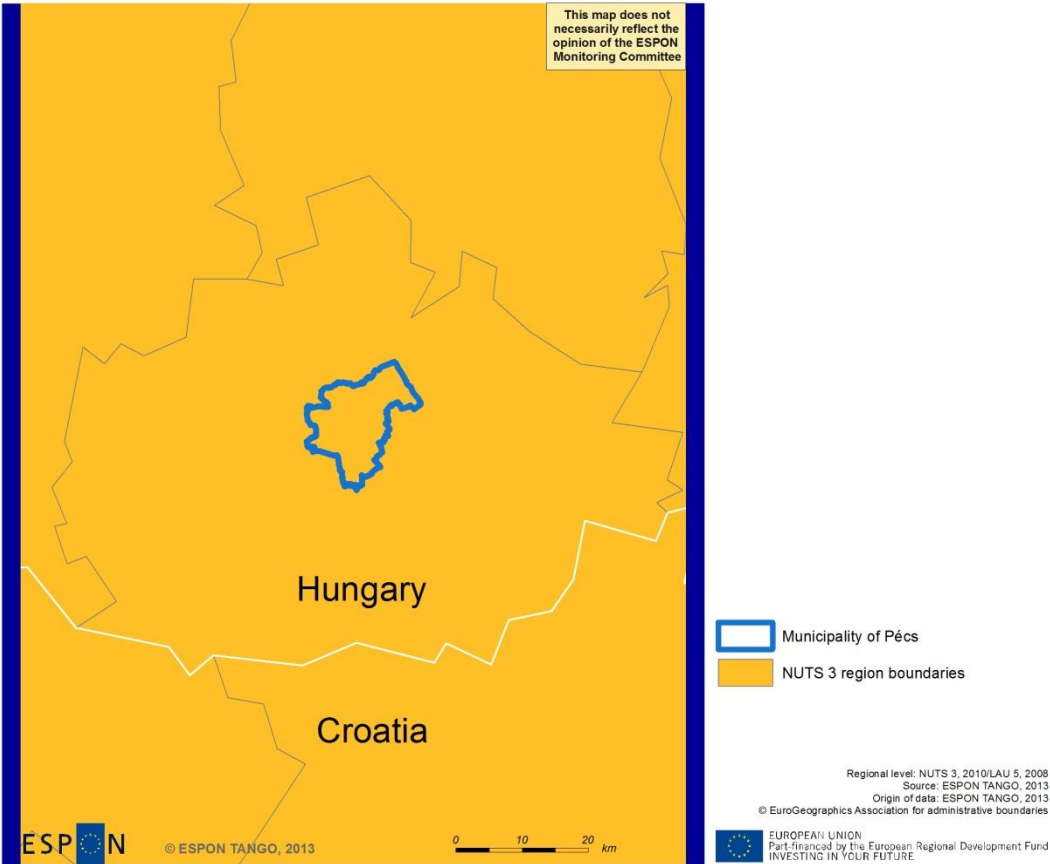 This map does not
necessarily reflect the
opinion of the ESPON
Monitoring Committee
Hungary
Croatia
Municipality of Pécs
NUTS 3 region boundaries
Regional level: NUTS 3, 2010/LAU 5, 2008
Source: ESPON TANGO, 2013
Origin of data: ESPON TANGO, 2013
© EuroGeographics Association for administrative boundaries
ESPON
© ESPON TANGO, 2013
0 10 20 km
EUROPEAN UNION
Part-financed by the European Regional Development Fund
INVESTING IN YOUR FUTURE